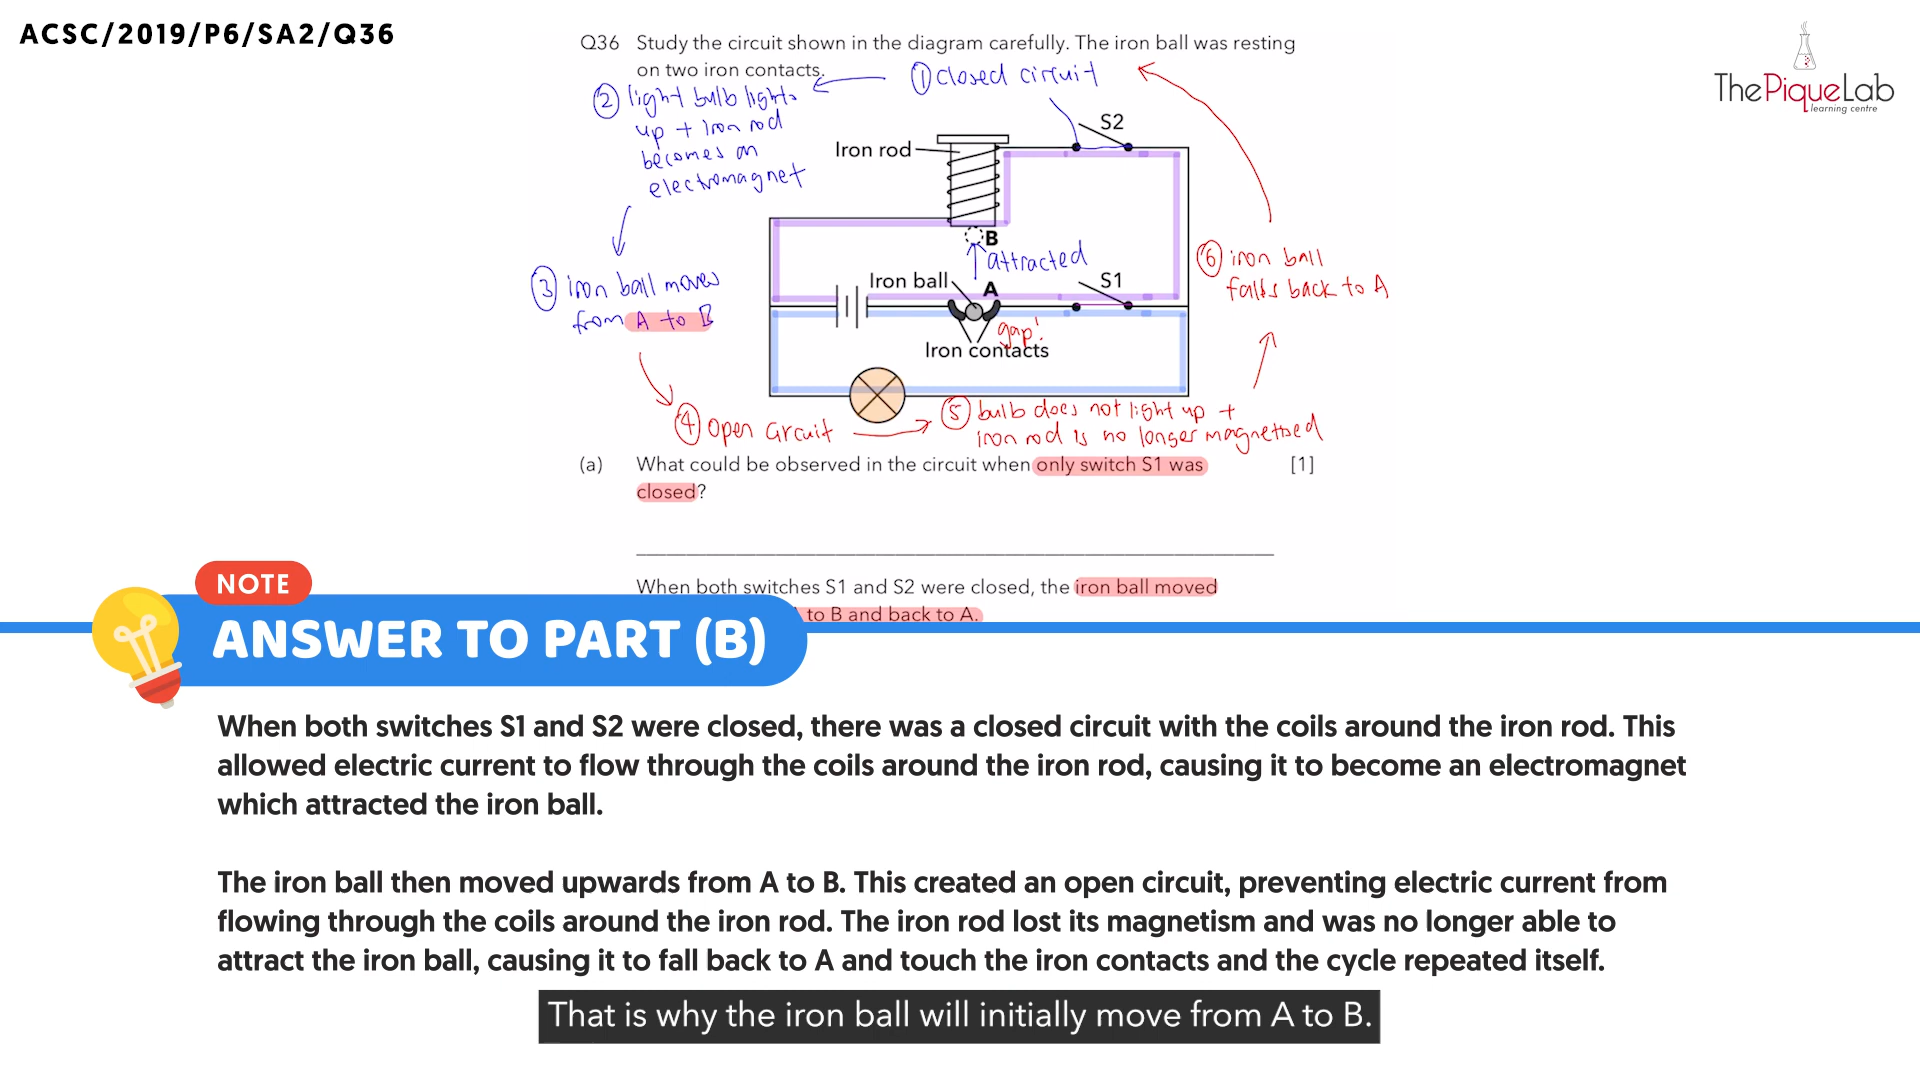 ACSC/2019/P6/SA2/Q36
ThePiqueLab
learning centre
Q36 Study the circuit shown in the diagram carefully. The iron ball was resting
on two iron contacts.
① closed circuit
② light bulb lights
up + iron rod
becomes an
electromagnet
S2
Iron rod
B
attracted
Iron ball
A
S1
③ iron ball moves
from A to B
gap!
Iron contacts
⑥ iron ball
falls back to A
④ open circuit
⑤ bulb does not light up +
iron rod is no longer magnetised
(a) What could be observed in the circuit when only switch S1 was [1]
closed?
When both switches S1 and S2 were closed, the iron ball moved
to B and back to A.
NOTE
ANSWER TO PART (B)
When both switches S1 and S2 were closed, there was a closed circuit with the coils around the iron rod. This
allowed electric current to flow through the coils around the iron rod, causing it to become an electromagnet
which attracted the iron ball.
The iron ball then moved upwards from A to B. This created an open circuit, preventing electric current from
flowing through the coils around the iron rod. The iron rod lost its magnetism and was no longer able to
attract the iron ball, causing it to fall back to A and touch the iron contacts and the cycle repeated itself.
That is why the iron ball will initially move from A to B.